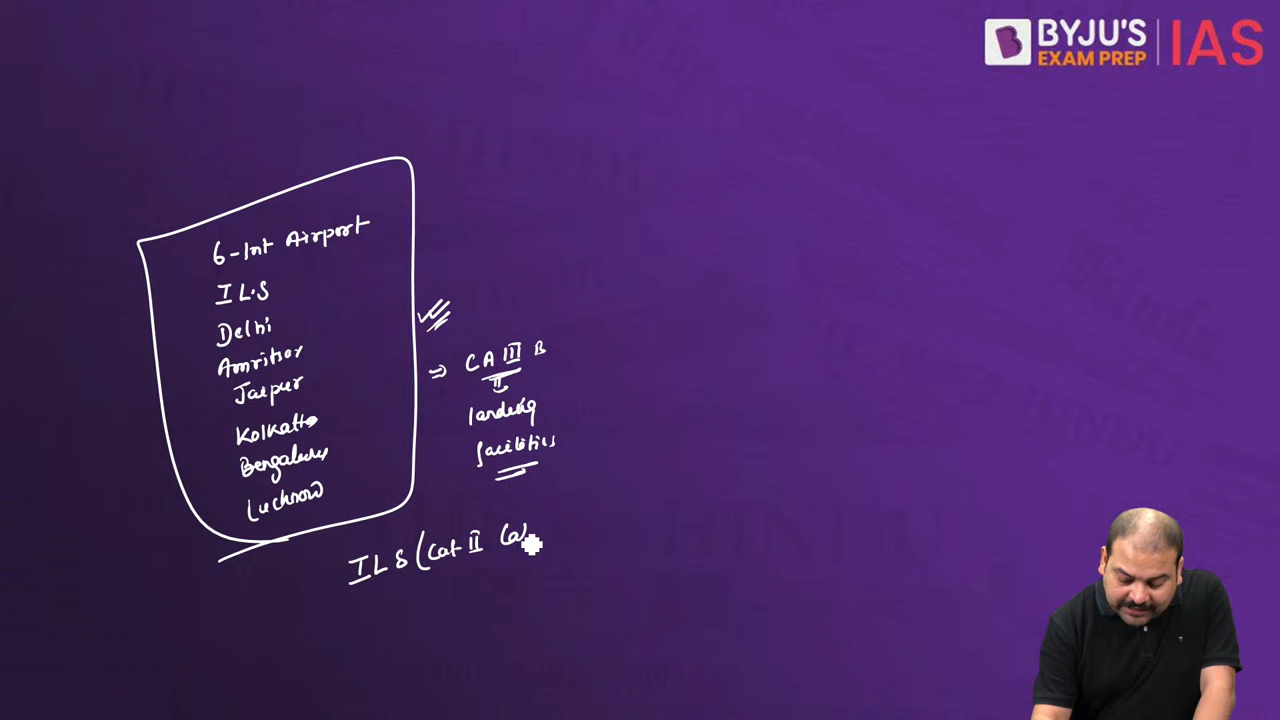 BYJU'S
EXAM PREP
IAS
6-Int Airport
I L.S
Delhi
Amritsar
Jaipur
Kolkatta
Bengaluru
Lucknow
⇒ CA III B
landing
facilities
ILS (Cat II